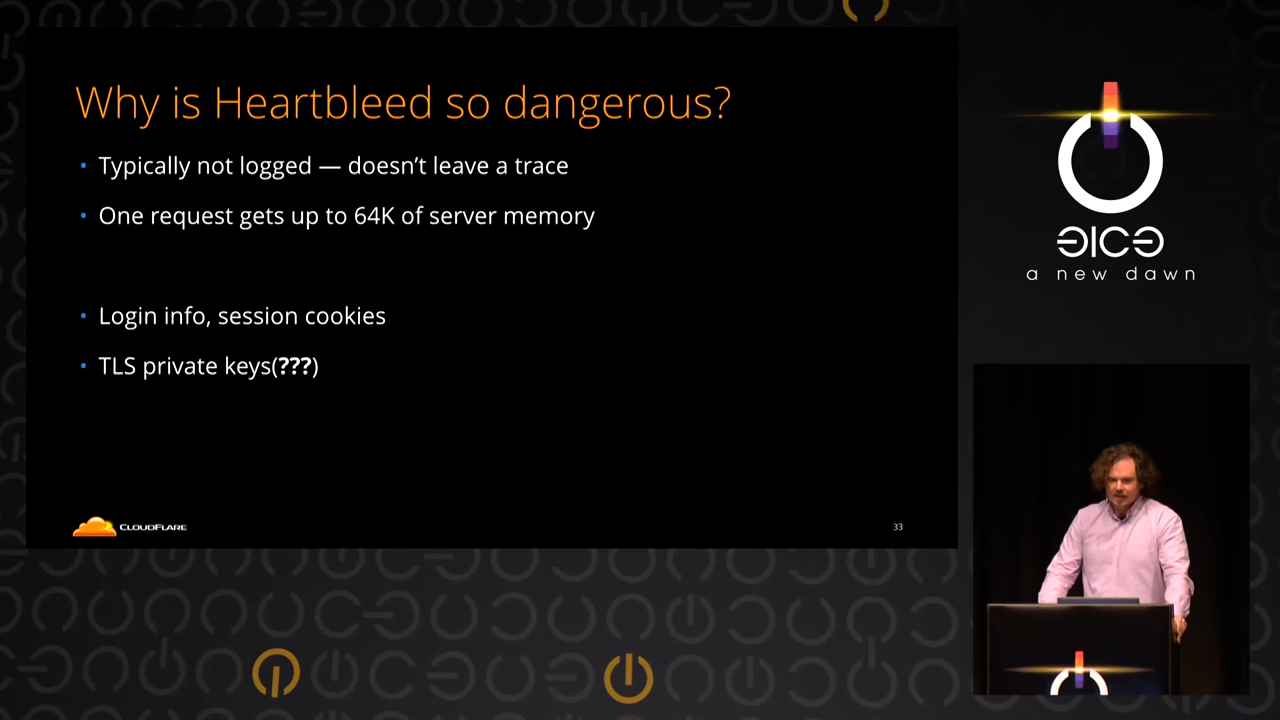 Why is Heartbleed so dangerous?
• Typically not logged — doesn’t leave a trace
• One request gets up to 64K of server memory
• Login info, session cookies
• TLS private keys(???)
CLOUDFLARE
33
a new dawn